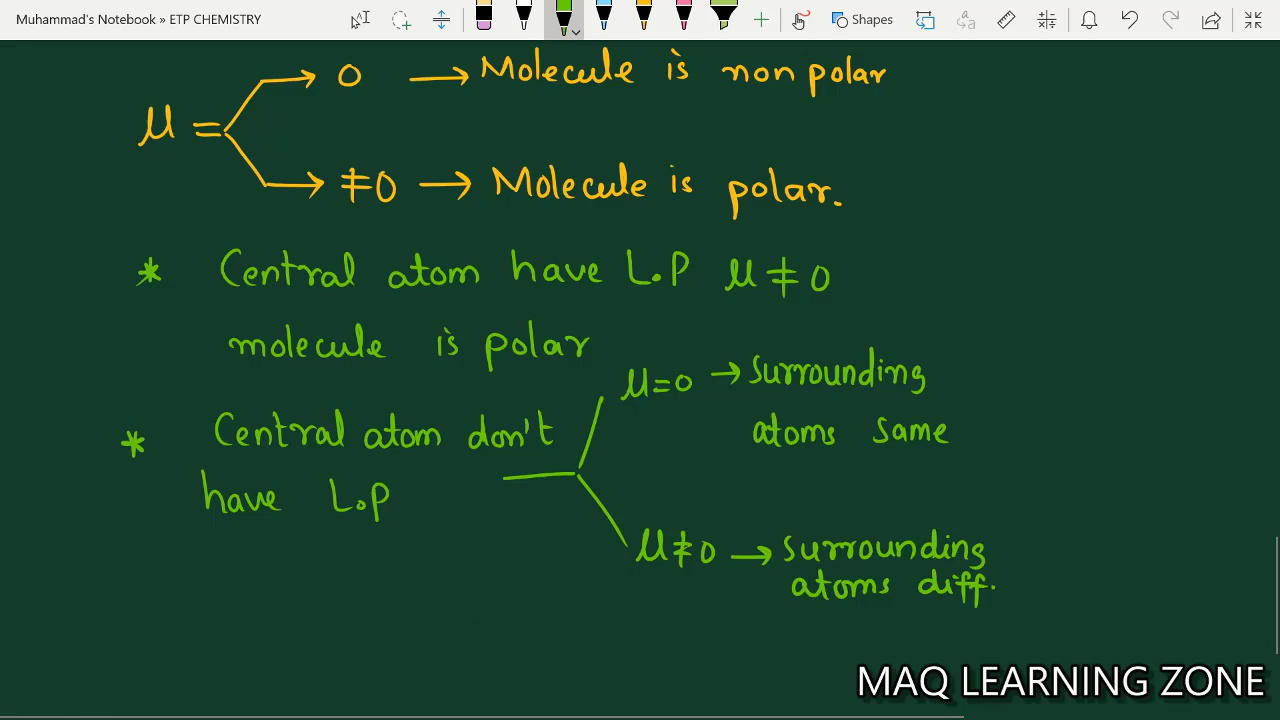 Muhammad's Notebook » ETP CHEMISTRY
Shapes
0 → Molecule is non polar
μ =
≠0 → Molecule is polar.
* Central atom have L.P μ ≠ 0
molecule is polar
μ=0 → Surrounding
atoms same
* Central atom don't
have L.P
μ≠0 → Surrounding
atoms diff.
MAQ LEARNING ZONE